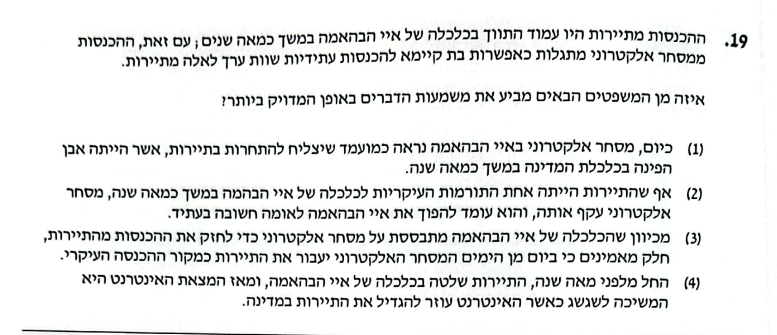 19. ההכנסות מתיירות היו עמוד התווך בכלכלה של איי הבהאמה במשך כמאה שנים; עם זאת, ההכנסות
ממסחר אלקטרוני מתגלות כאפשרות בת קיימא להכנסות עתידיות שוות ערך לאלה מתיירות.
איזה מן המשפטים הבאים מביע את משמעות הדברים באופן המדויק ביותר?
(1) כיום, מסחר אלקטרוני באיי הבהאמה נראה כמועמד שיצליח להתחרות בתיירות, אשר הייתה אבן
הפינה בכלכלת המדינה במשך כמאה שנה.
(2) אף שהתיירות הייתה אחת התורמות העיקריות לכלכלה של איי הבהמה במשך כמאה שנה, מסחר
אלקטרוני עקף אותה, והוא עומד להפוך את איי הבהאמה לאומה חשובה בעתיד.
(3) מכיוון שהכלכלה של איי הבהאמה מתבססת על מסחר אלקטרוני כדי לחזק את ההכנסות מהתיירות,
חלק מאמינים כי ביום מן הימים המסחר האלקטרוני יעבור את התיירות כמקור ההכנסה העיקרי.
(4) החל מלפני מאה שנה, התיירות שלטה בכלכלה של איי הבהאמה, ומאז המצאת האינטרנט היא
המשיכה לשגשג כאשר האינטרנט עוזר להגדיל את התיירות במדינה.